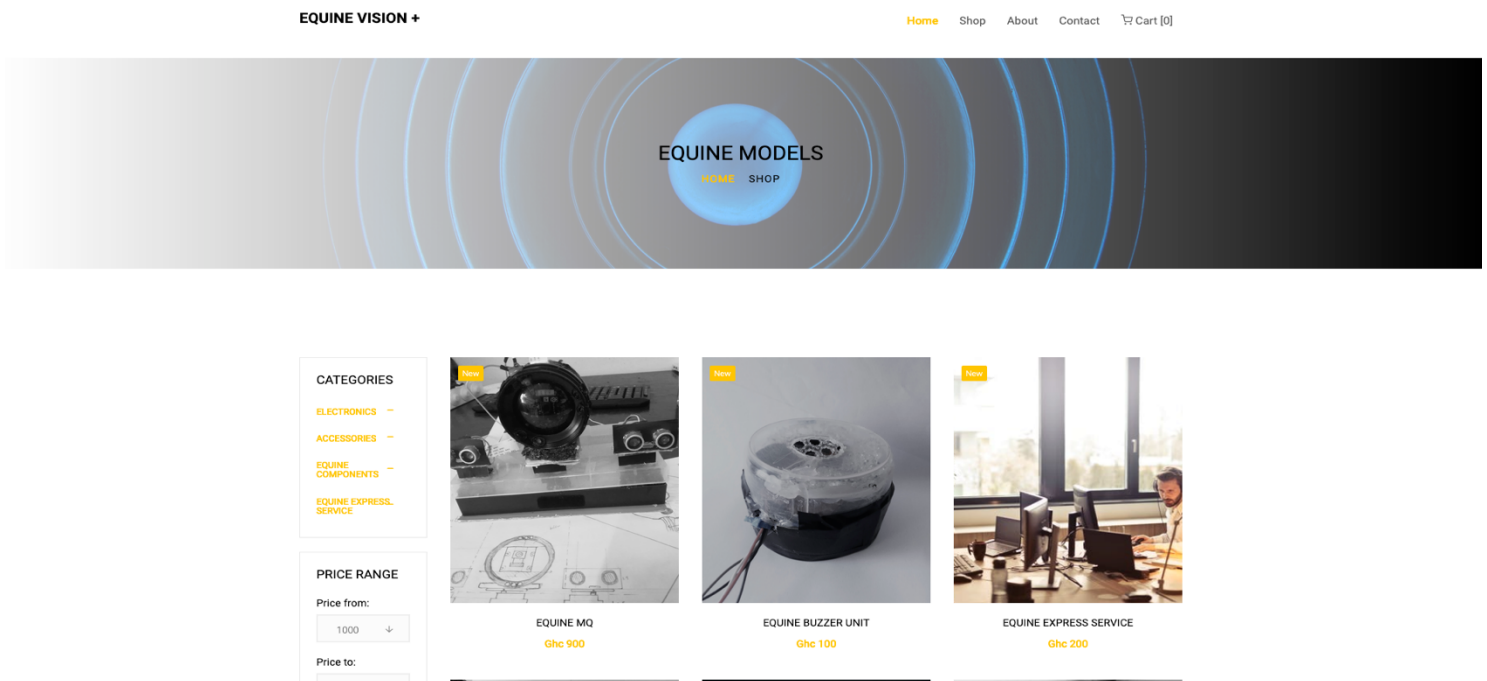 EQUINE VISION +
Home Shop About Contact Cart [0]
EQUINE MODELS
HOME SHOP
CATEGORIES
ELECTRONICS
ACCESSORIES
EQUINE
COMPONENTS
EQUINE EXPRESS
SERVICE
PRICE RANGE
Price from:
1000
Price to:
New
EQUINE MQ
Ghc 900
New
EQUINE BUZZER UNIT
Ghc 100
New
EQUINE EXPRESS SERVICE
Ghc 200